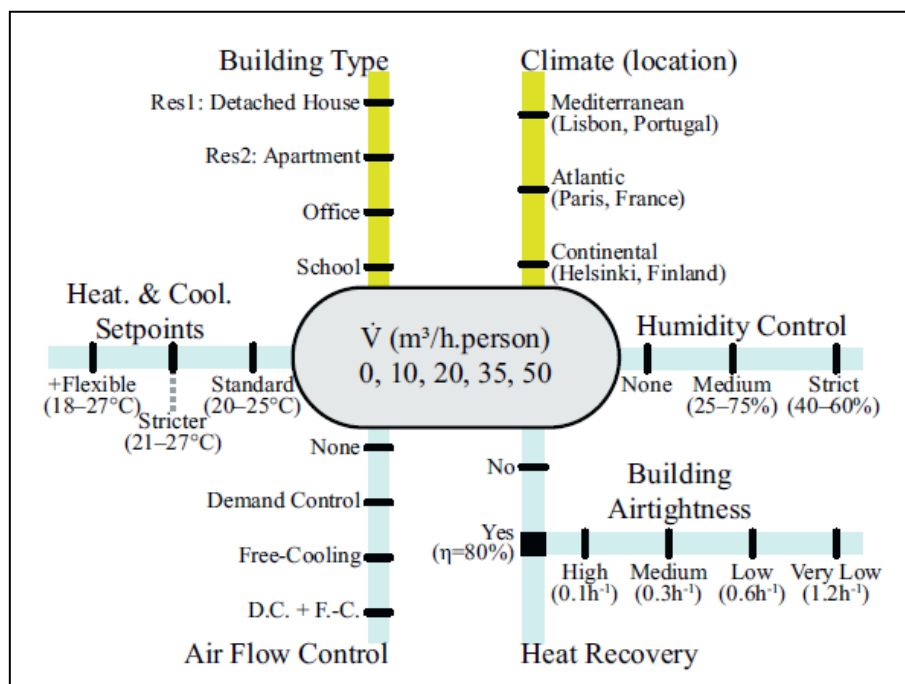 Building Type
Res1: Detached House
Res2: Apartment
Office
School
Climate (location)
Mediterranean
(Lisbon, Portugal)
Atlantic
(Paris, France)
Continental
(Helsinki, Finland)
Heat. & Cool.
Setpoints
+Flexible
(18–27°C)
Stricter
(21–27°C)
Standard
(20–25°C)
V̇ (m³/h.person)
0, 10, 20, 35, 50
Humidity Control
None
Medium
(25–75%)
Strict
(40–60%)
None
Demand Control
Free-Cooling
D.C. + F.-C.
Air Flow Control
No
Yes
(η=80%)
Building
Airtightness
High
(0.1h⁻¹)
Medium
(0.3h⁻¹)
Low
(0.6h⁻¹)
Very Low
(1.2h⁻¹)
Heat Recovery